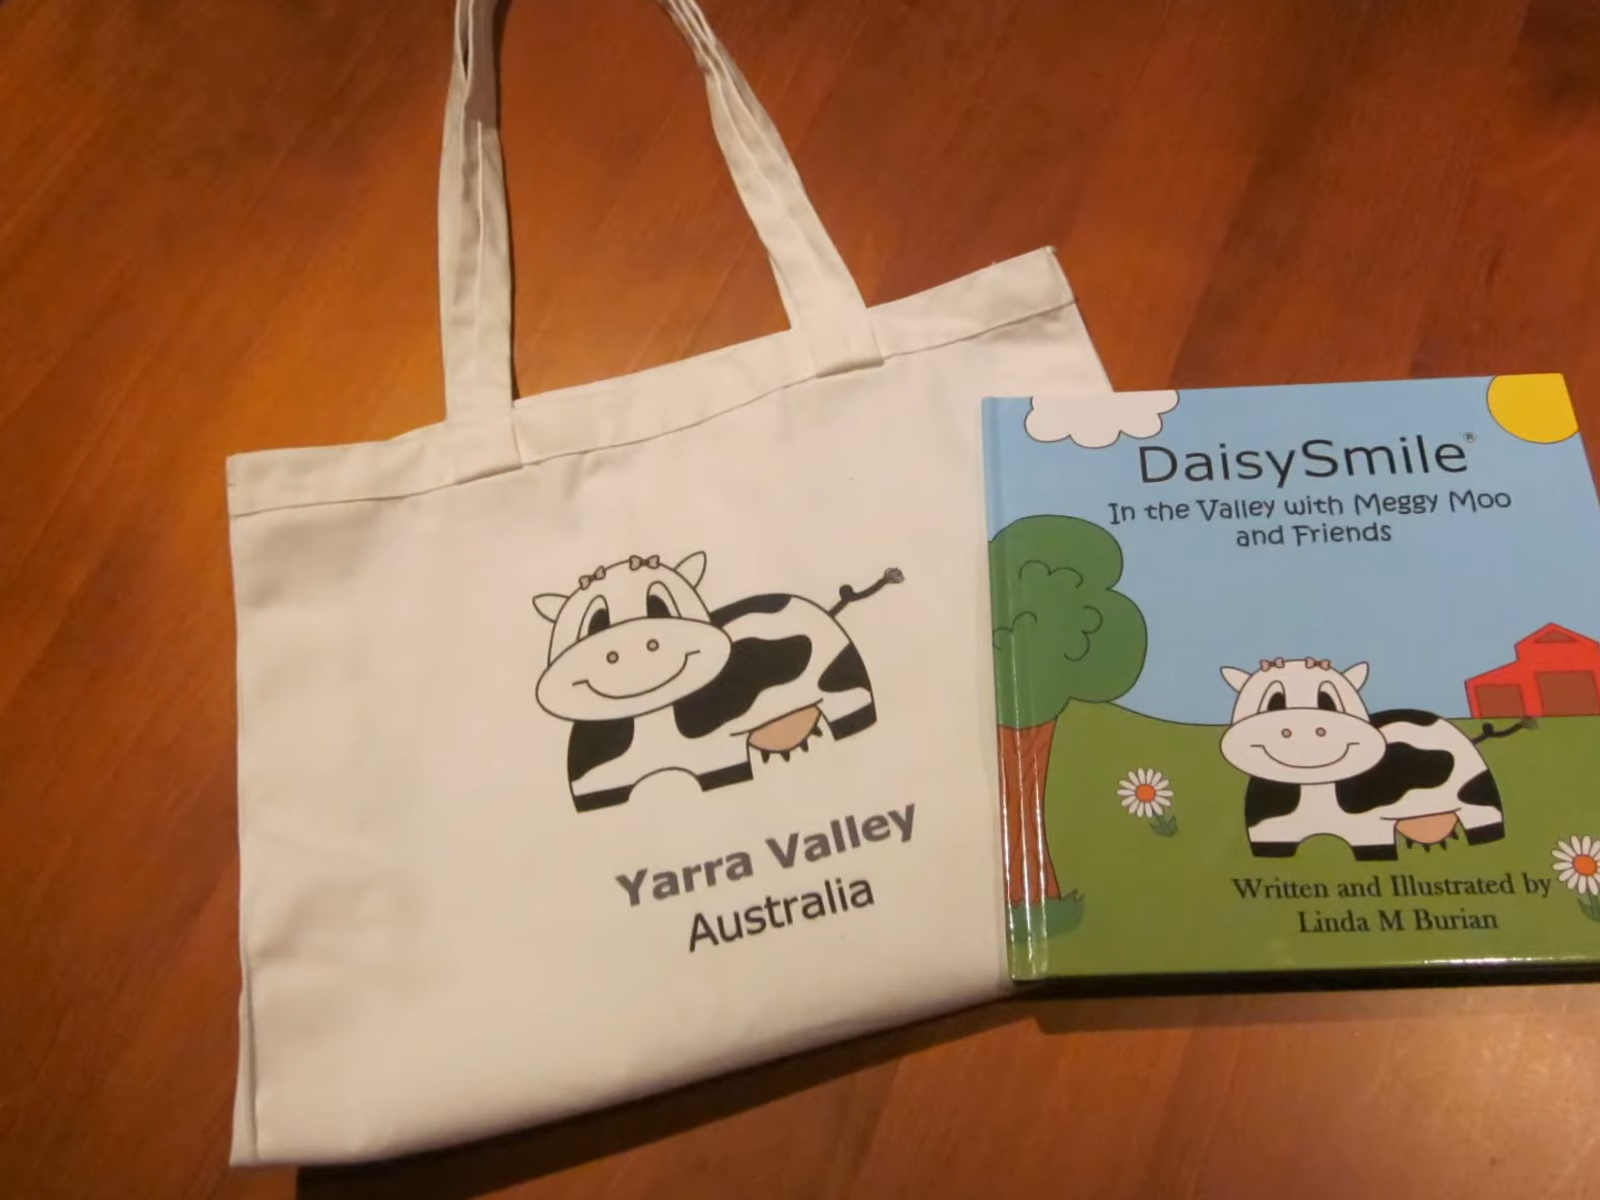 Yarra Valley
Australia
DaisySmile®
In the Valley with Meggy Moo
and Friends
Written and Illustrated by
Linda M Burian